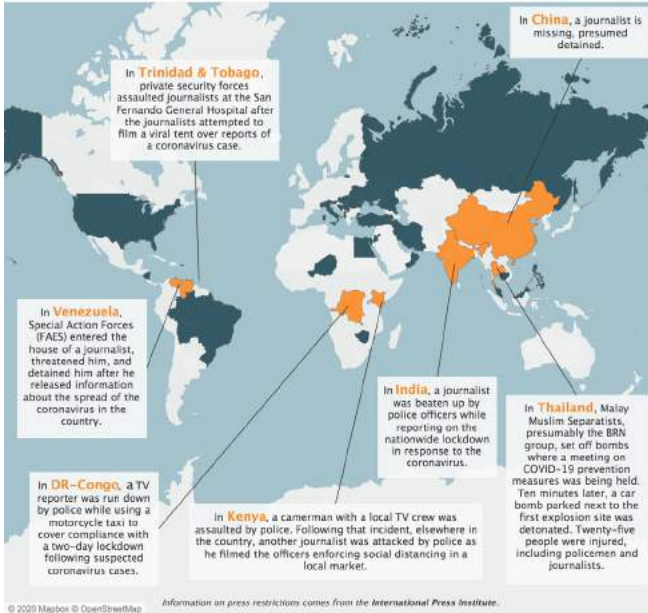 In China, a journalist is
missing, presumed
detained.
In Trinidad & Tobago,
private security forces
assaulted journalists at the San
Fernando General Hospital after
the journalists attempted to
film a viral tent over reports of
a coronavirus case.
In Venezuela,
Special Action Forces
(FAES) entered the
house of a journalist,
threatened him, and
detained him after he
released information
about the spread of the
coronavirus in the
country.
In India, a journalist
was beaten up by
police officers while
reporting on the
nationwide lockdown
in response to the
coronavirus.
In Thailand, Malay
Muslim Separatists,
presumably the BRN
group, set off bombs
where a meeting on
COVID-19 prevention
measures was being held.
Ten minutes later, a car
bomb parked next to the
first explosion site was
detonated. Twenty-five
people were injured,
including policemen and
journalists.
In DR-Congo, a TV
reporter was run down
by police while using a
motorcycle taxi to
cover compliance with
a two-day lockdown
following suspected
coronavirus cases.
In Kenya, a camerman with a local TV crew was
assaulted by police. Following that incident, elsewhere in
the country, another journalist was attacked by police as
he filmed the officers enforcing social distancing in a
local market.
© 2020 Mapbox © OpenStreetMap
Information on press restrictions comes from the International Press Institute.